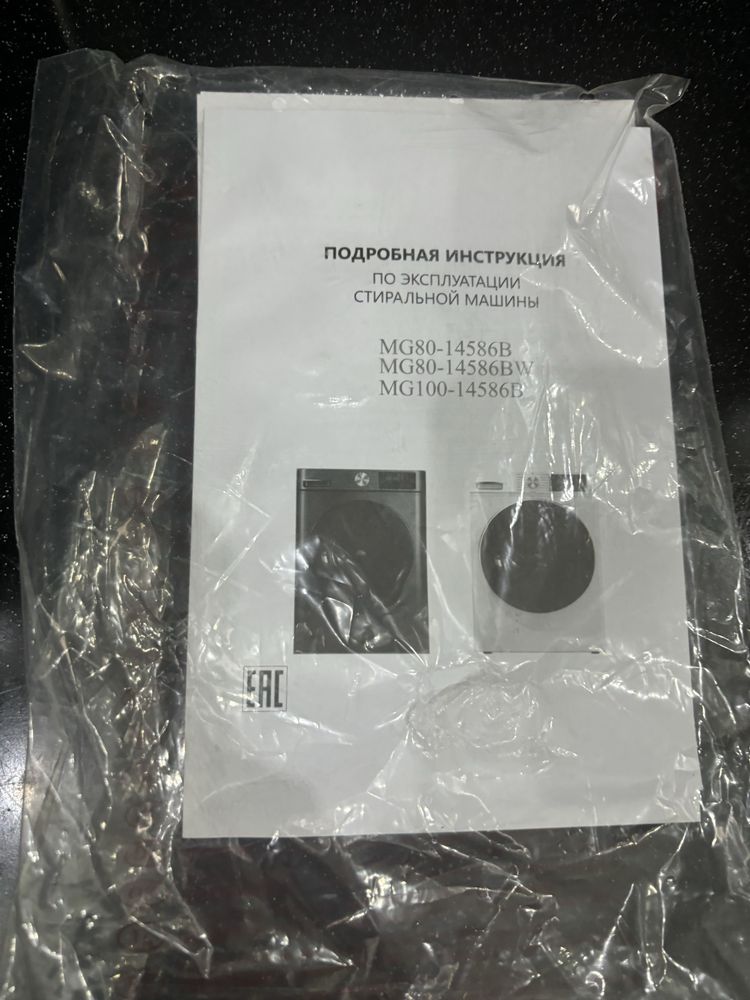 ПОДРОБНАЯ ИНСТРУКЦИЯ
ПО ЭКСПЛУАТАЦИИ
СТИРАЛЬНОЙ МАШИНЫ
MG80-14586B
MG80-14586BW
MG100-14586B
EAC